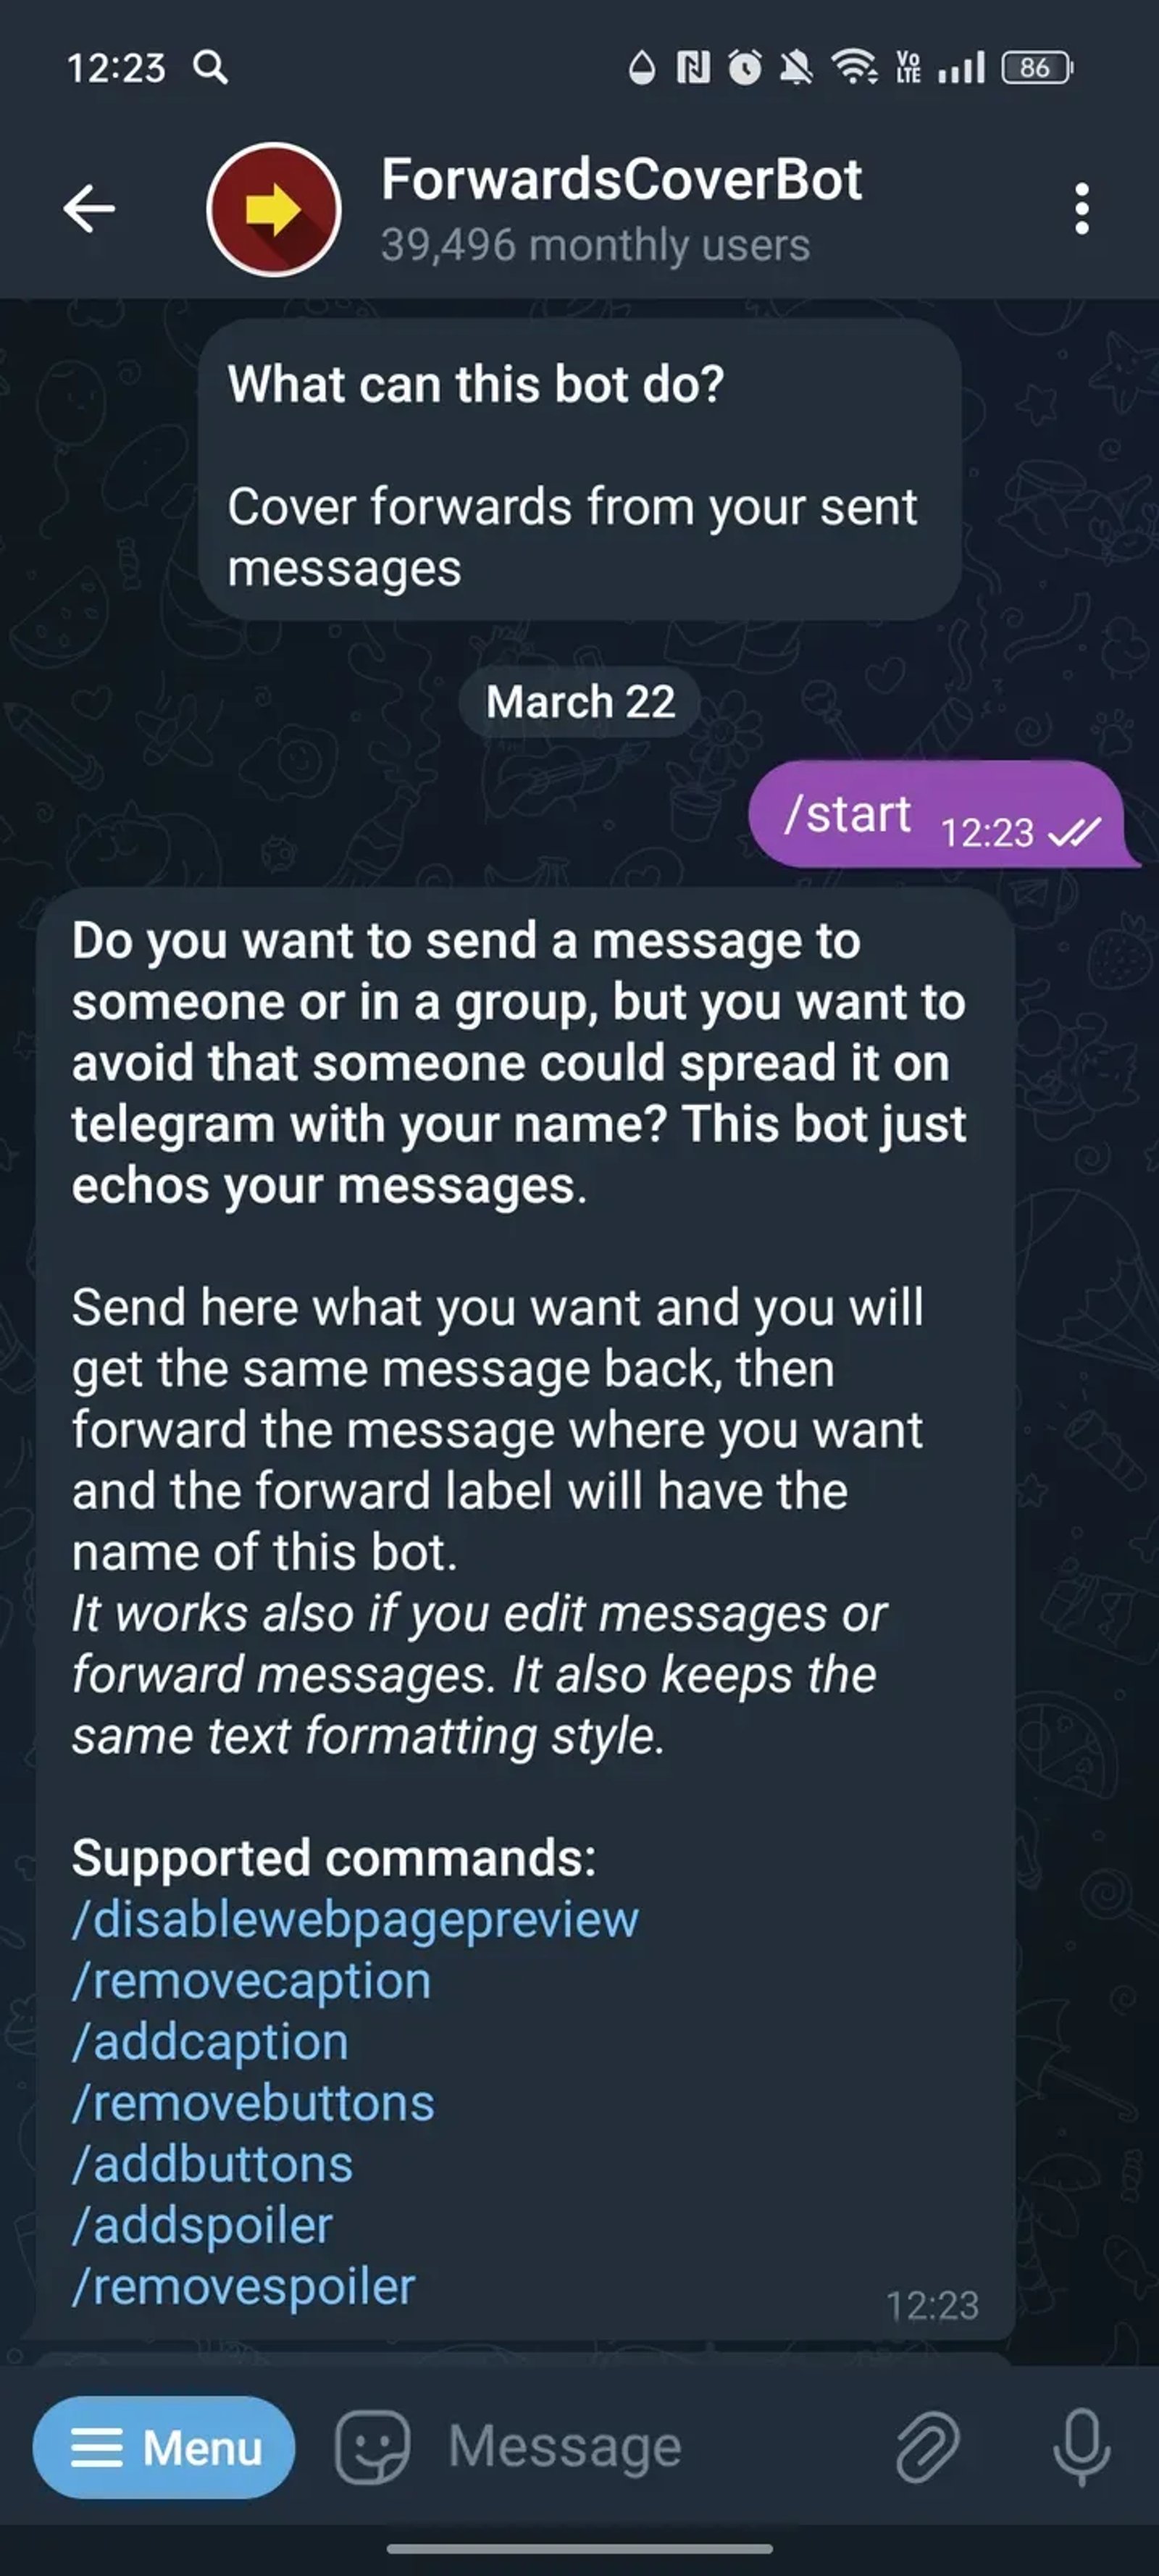 12:23
Vo
LTE
86
ForwardsCoverBot
39,496 monthly users
What can this bot do?
Cover forwards from your sent
messages
March 22
/start 12:23
Do you want to send a message to
someone or in a group, but you want to
avoid that someone could spread it on
telegram with your name? This bot just
echos your messages.
Send here what you want and you will
get the same message back, then
forward the message where you want
and the forward label will have the
name of this bot.
It works also if you edit messages or
forward messages. It also keeps the
same text formatting style.
Supported commands:
/disablewebpagepreview
/removecaption
/addcaption
/removebuttons
/addbuttons
/addspoiler
/removespoiler
12:23
Menu
Message